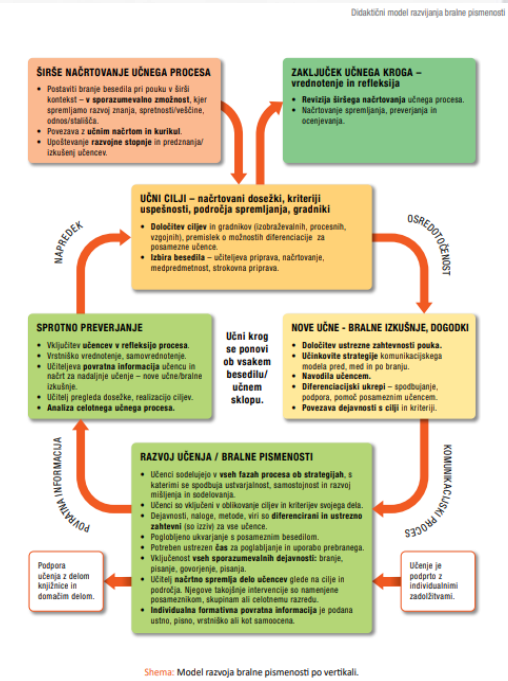 Didaktični model razvijanja bralne pismenosti
ŠIRŠE NAČRTOVANJE UČNEGA PROCESA
• Postaviti branje besedila pri pouku v širši
kontekst – v sporazumevalno zmožnost, kjer
spremljamo razvoj znanja, spretnosti/veščine,
odnos/stališča.
• Povezava z učnim načrtom in kurikul.
• Upoštevanje razvojne stopnje in predznanja/
izkušenj učencev.
ZAKLJUČEK UČNEGA KROGA –
vrednotenje in refleksija
• Revizija širšega načrtovanja učnega procesa.
• Načrtovanje spremljanja, preverjanja in
ocenjevanja.
UČNI CILJI – načrtovani dosežki, kriteriji
uspešnosti, področja spremljanja, gradniki
• Določitev ciljev in gradnikov (izobraževalnih, procesnih,
vzgojnih), premislek o možnostih diferenciacije za
posamezne učence.
• Izbira besedila – učiteljeva priprava, načrtovanje,
medpredmetnost, strokovna priprava.
NAPREDEK
OSREDOTOČENOST
SPROTNO PREVERJANJE
• Vključitev učencev v refleksijo procesa.
• Vrstniško vrednotenje, samovrednotenje.
• Učiteljeva povratna informacija učencu in
načrt za nadaljnje učenje – nove učne/bralne
izkušnje.
• Učitelj pregleda dosežke, realizacijo ciljev.
• Analiza celotnega učnega procesa.
Učni krog
se ponovi
ob vsakem
besedilu/
učnem
sklopu.
NOVE UČNE - BRALNE IZKUŠNJE, DOGODKI
• Določitev ustrezne zahtevnosti pouka.
• Učinkovite strategije komunikacijskega
modela pred, med in po branju.
• Navodila učencem.
• Diferenciacijski ukrepi – spodbujanje,
podpora, pomoč posameznim učencem.
• Povezava dejavnosti s cilji in kriteriji.
POVRATNA INFORMACIJA
KOMUNIKACIJSKI PROCES
RAZVOJ UČENJA / BRALNE PISMENOSTI
• Učenci sodelujejo v vseh fazah procesa ob strategijah, s
katerimi se spodbuja ustvarjalnost, samostojnost in razvoj
mišljenja in sodelovanja.
• Učenci so vključeni v oblikovanje ciljev in kriterijev svojega dela.
• Dejavnosti, naloge, metode, viri so diferencirani in ustrezno
zahtevni (so izziv) za vse učence.
• Poglobljeno ukvarjanje s posameznim besedilom.
• Potreben ustrezen čas za poglabljanje in uporabo prebranega.
• Vključenost vseh sporazumevalnih dejavnosti: branje,
pisanje, govorjenje, pisanja.
• Učitelj načrtno spremlja delo učencev glede na cilje in
področja. Njegove takojšnje intervencije so namenjene
posameznikom, skupinam ali celotnemu razredu.
• Individualna formativna povratna informacija je podana
ustno, pisno, vrstniško ali kot samoocena.
Podpora
učenja z delom
knjižnice in
domačim delom.
Učenje je
podprto z
individualnimi
zadolžitvami.
Shema: Model razvoja bralne pismenosti po vertikali.